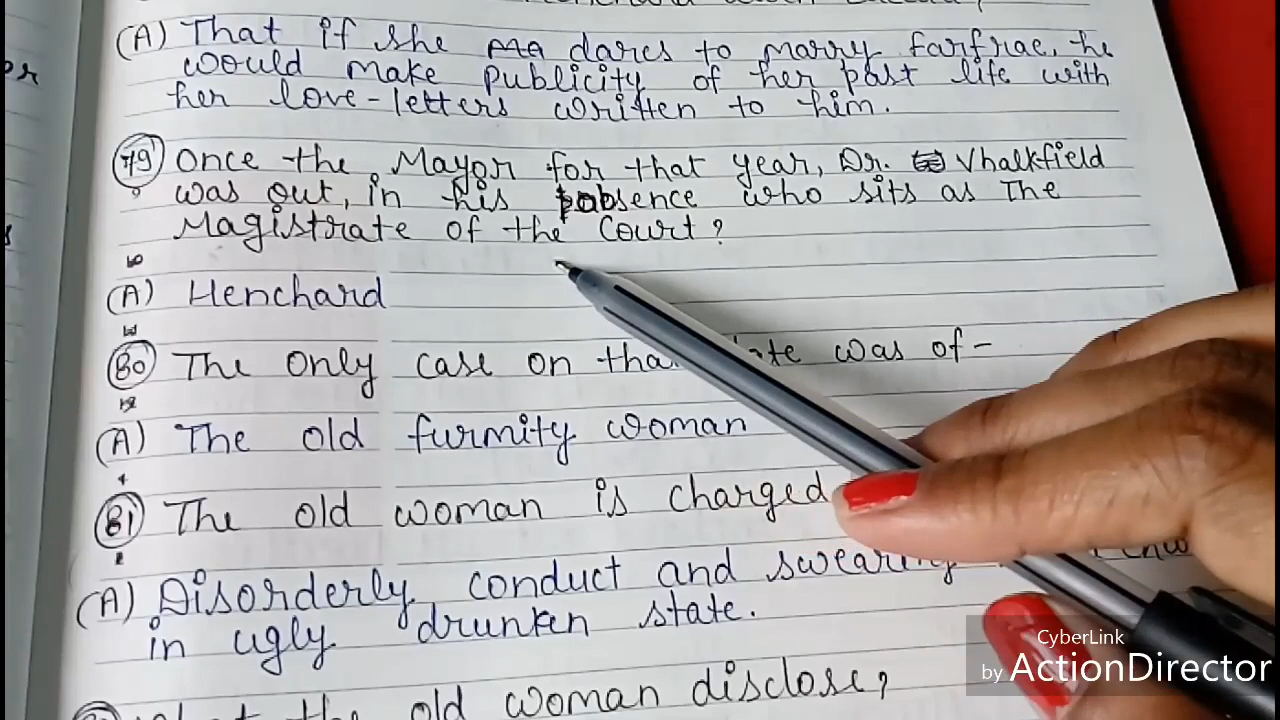 (A) That if she dares to marry farfrae, he
would make publicity of her past life with
her love-letters written to him.
79 Once the Mayor for that year, Dr. Vhalkfield
was out, in his absence who sits as The
Magistrate of the Court?
(A) Henchard
80 The only case on that was of-
(A) The old furmity woman
81 The old woman is charged
(A) Disorderly conduct and swearing
in ugly drunken state.
the old woman disclose?
CyberLink
by ActionDirector